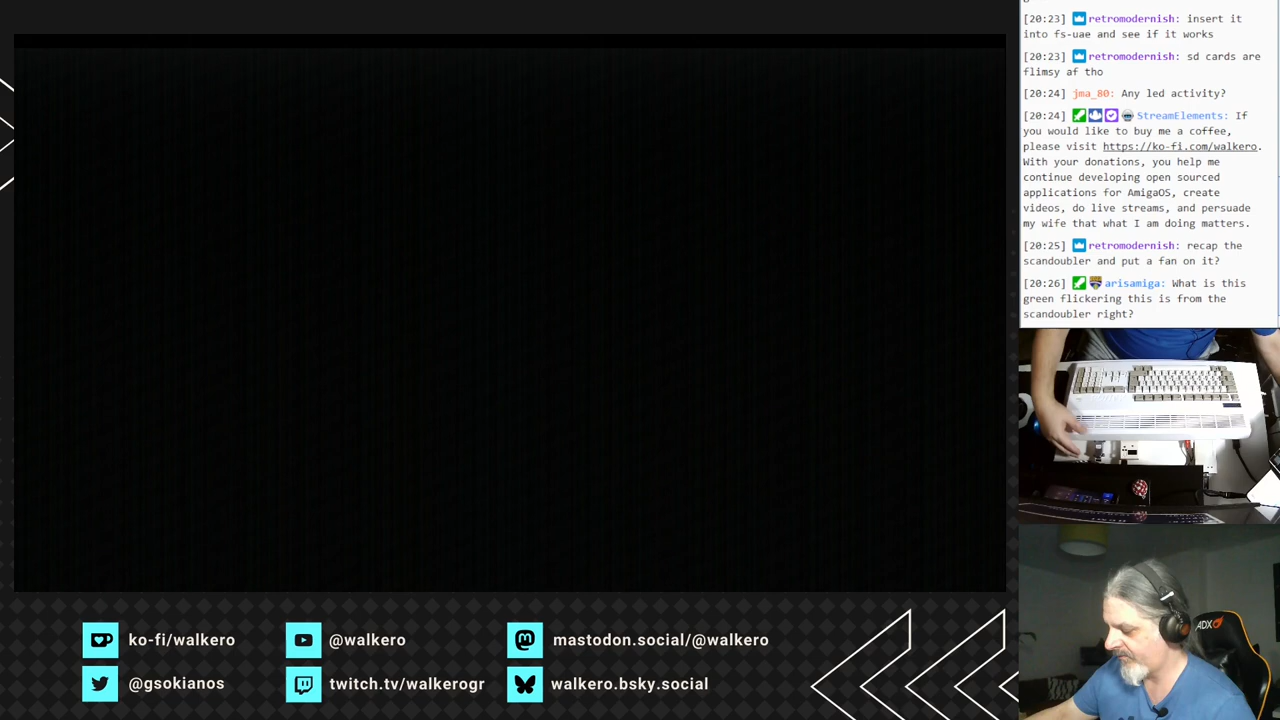 [20:23] retromodernish: insert it
into fs-uae and see if it works
[20:23] retromodernish: sd cards are
flimsy af tho
[20:24] jma_80: Any led activity?
[20:24] StreamElements: If
you would like to buy me a coffee,
please visit https://ko-fi.com/walkero.
With your donations, you help me
continue developing open sourced
applications for AmigaOS, create
videos, do live streams, and persuade
my wife that what I am doing matters.
[20:25] retromodernish: recap the
scandoubler and put a fan on it?
[20:26] arisamiga: What is this
green flickering this is from the
scandoubler right?
ADX
ko-fi/walkero
@walkero
mastodon.social/@walkero
@gsokianos
twitch.tv/walkerogr
walkero.bsky.social